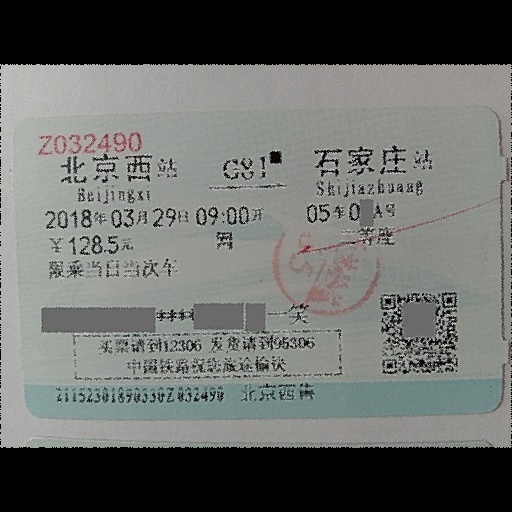 Z032490
北京西站 G81 石家庄站
Beijingxi Shijiazhuang
2018年03月29日09:00开 05车0 A号
￥128.5元 网 二等座
限乘当日当次车
**** 一笑
买票请到12306 发货请到95306
中国铁路祝您旅途愉快
21152301890330Z032490 北京西售